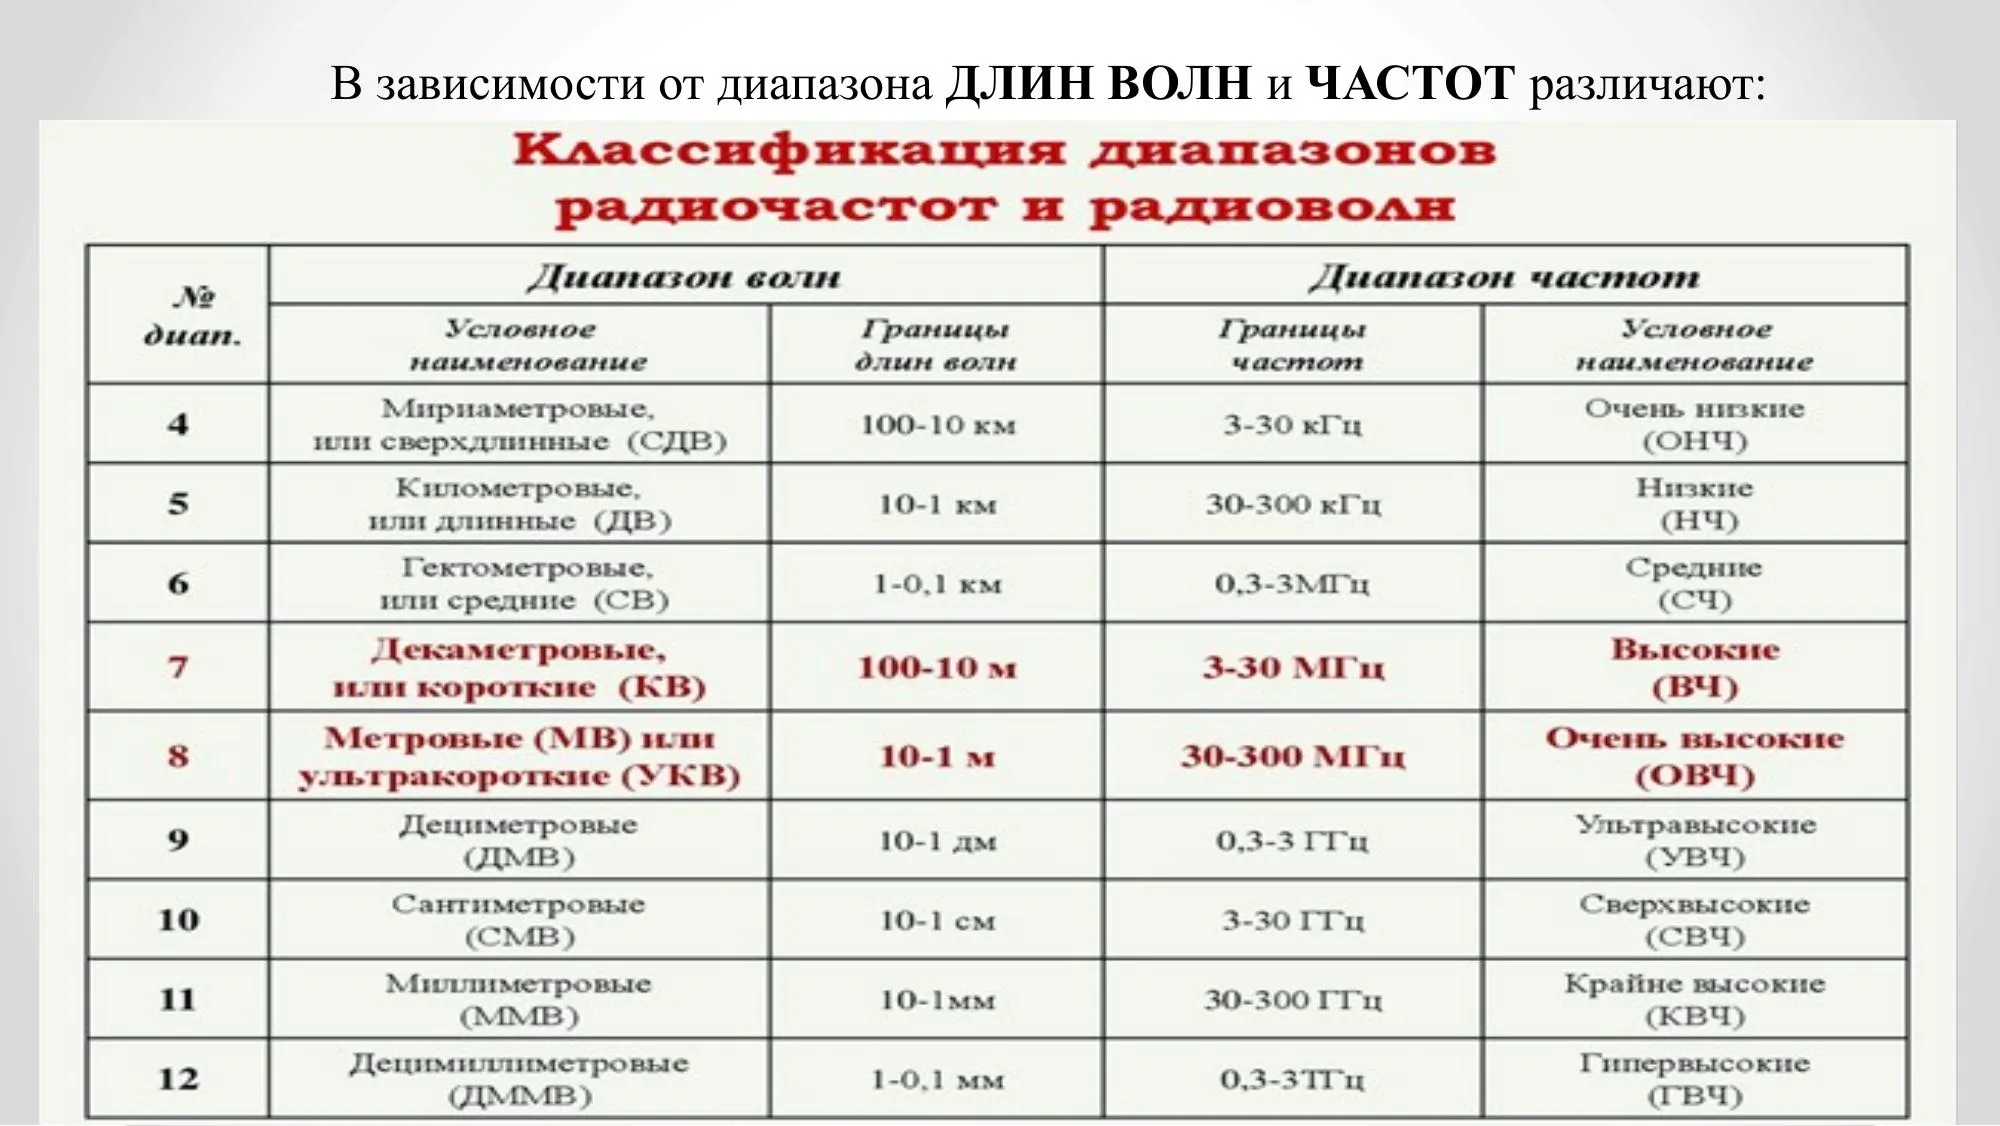 В зависимости от диапазона ДЛИН ВОЛН и ЧАСТОТ различают:
Классификация диапазонов
радиочастот и радиоволн
№
диап.
Диапазон волн
Диапазон частот
Условное
наименование
Границы
длин волн
Границы
частот
Условное
наименование
4
Мириаметровые,
или сверхдлинные (СДВ)
100-10 км
3-30 кГц
Очень низкие
(ОНЧ)
5
Километровые,
или длинные (ДВ)
10-1 км
30-300 кГц
Низкие
(НЧ)
6
Гектометровые,
или средние (СВ)
1-0,1 км
0,3-3МГц
Средние
(СЧ)
7
Декаметровые,
или короткие (КВ)
100-10 м
3-30 МГц
Высокие
(ВЧ)
8
Метровые (МВ) или
ультракороткие (УКВ)
10-1 м
30-300 МГц
Очень высокие
(ОВЧ)
9
Дециметровые
(ДМВ)
10-1 дм
0,3-3 ГГц
Ультравысокие
(УВЧ)
10
Сантиметровые
(СМВ)
10-1 см
3-30 ГГц
Сверхвысокие
(СВЧ)
11
Миллиметровые
(ММВ)
10-1мм
30-300 ГГц
Крайне высокие
(КВЧ)
12
Децимиллиметровые
(ДММВ)
1-0,1 мм
0,3-3ТГц
Гипервысокие
(ГВЧ)